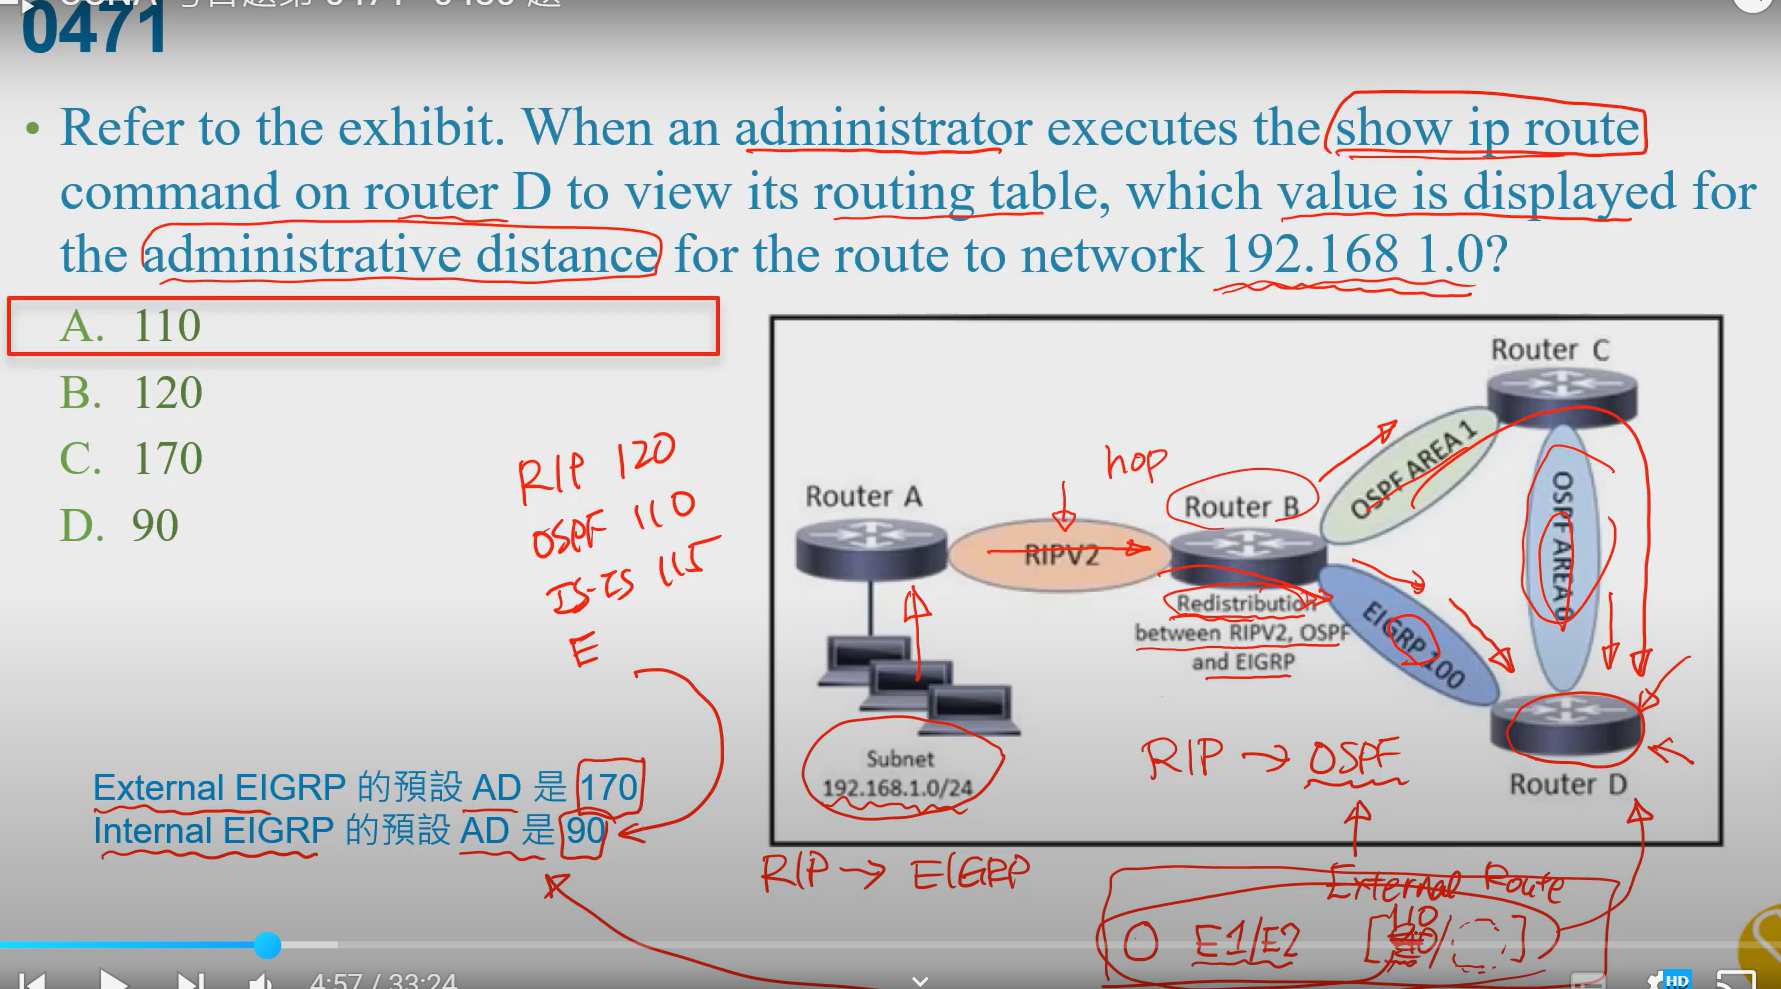 0471
• Refer to the exhibit. When an administrator executes the show ip route
command on router D to view its routing table, which value is displayed for
the administrative distance for the route to network 192.168 1.0?
A. 110
B. 120
C. 170
D. 90
RIP 120
OSPF 110
IS-IS 115
E
External EIGRP 的預設 AD 是 170
Internal EIGRP 的預設 AD 是 90
Router C
hop
OSPF AREA 1
Router A
Router B
OSPF AREA 0
RIPV2
Redistribution
between RIPV2, OSPF
and EIGRP
EIGRP 100
Subnet
192.168.1.0/24
RIP → OSPF
Router D
RIP → EIGRP
External Route
O E1/E2 [110/ ]
4:57 / 33:24
HD